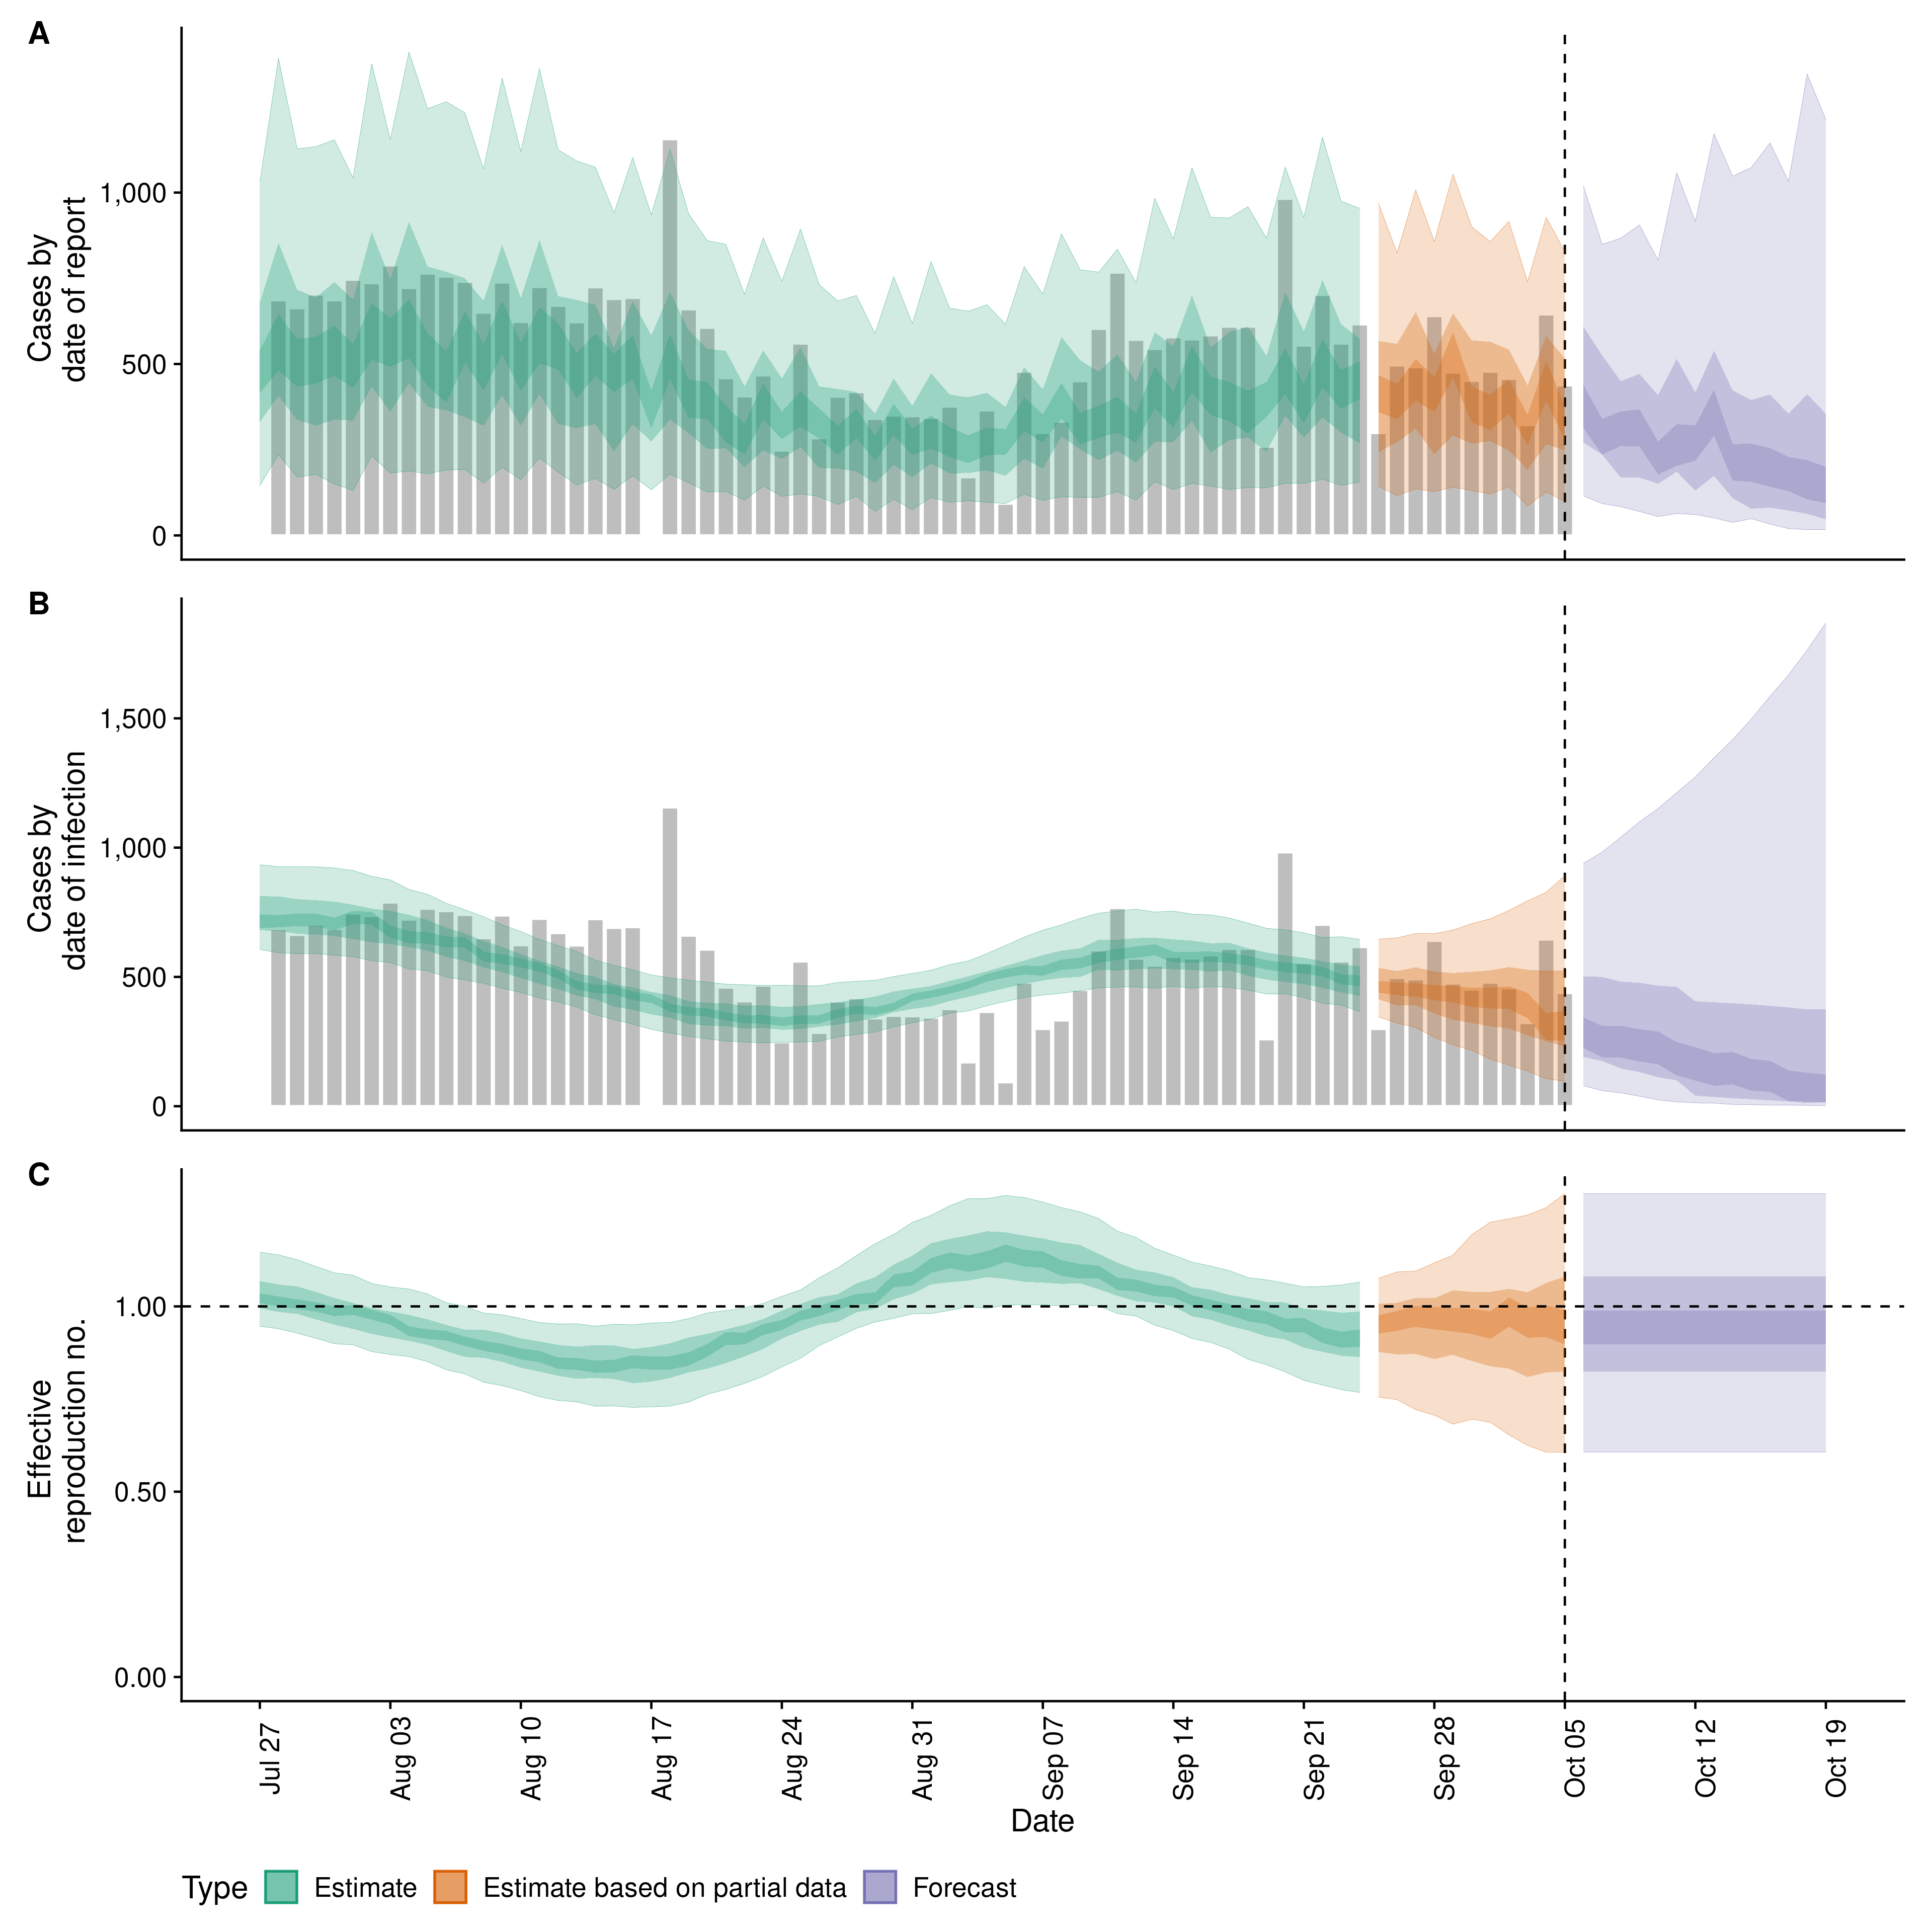 A
Cases by
date of report
1,000
500
0
B
Cases by
date of infection
1,500
1,000
500
0
C
Effective
reproduction no.
1.00
0.50
0.00
Jul 27
Aug 03
Aug 10
Aug 17
Aug 24
Aug 31
Sep 07
Sep 14
Sep 21
Sep 28
Oct 05
Oct 12
Oct 19
Date
Type Estimate Estimate based on partial data Forecast